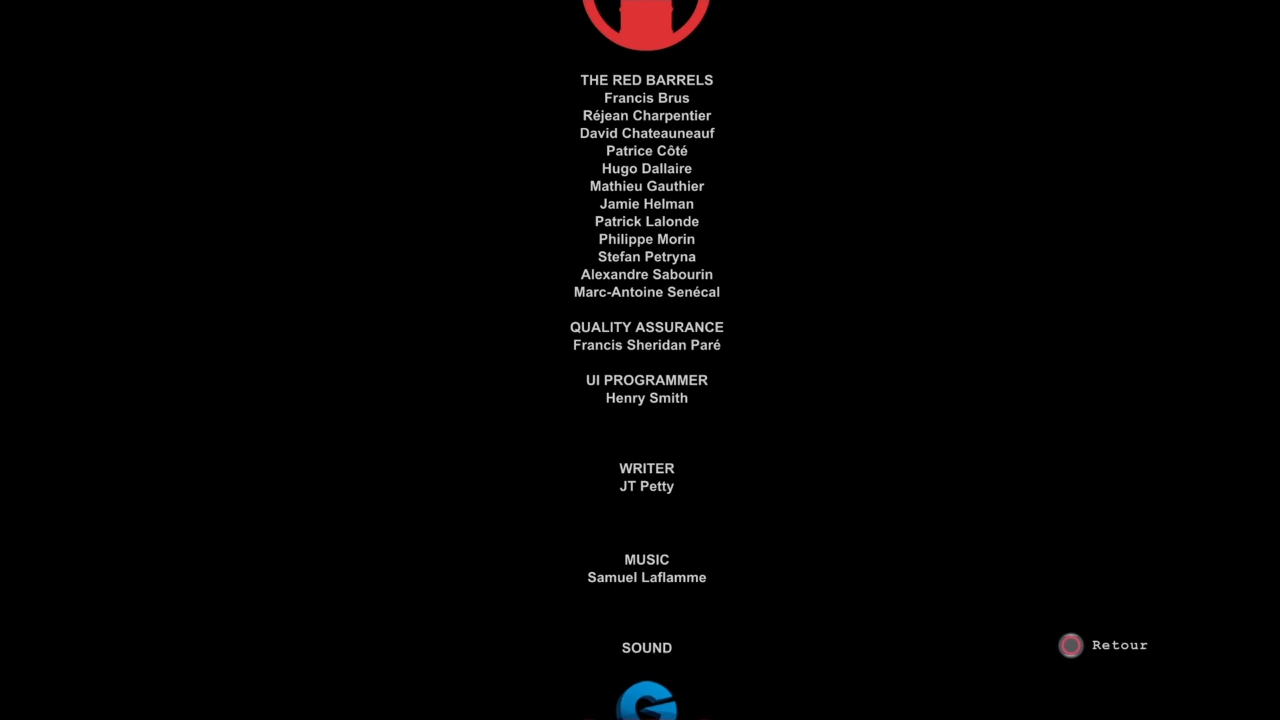 THE RED BARRELS
Francis Brus
Réjean Charpentier
David Chateauneuf
Patrice Côté
Hugo Dallaire
Mathieu Gauthier
Jamie Helman
Patrick Lalonde
Philippe Morin
Stefan Petryna
Alexandre Sabourin
Marc-Antoine Senécal
QUALITY ASSURANCE
Francis Sheridan Paré
UI PROGRAMMER
Henry Smith
WRITER
JT Petty
MUSIC
Samuel Laflamme
SOUND
Retour